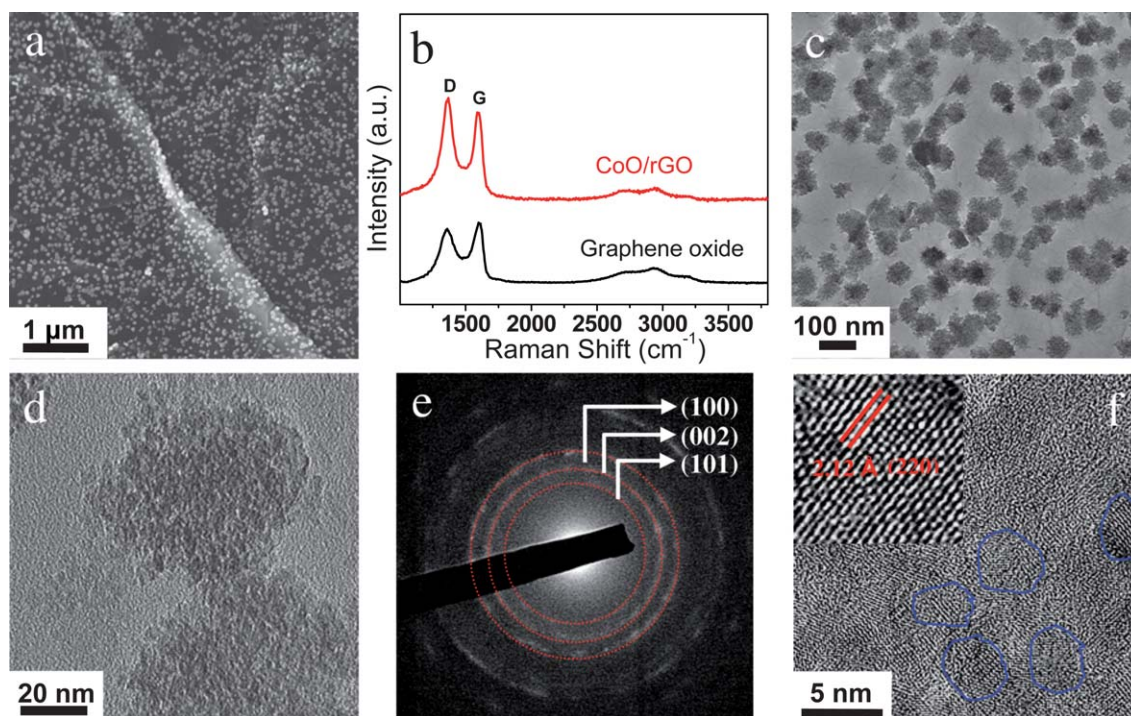 a
1 μm
b
D
G
CoO/rGO
Graphene oxide
Intensity (a.u.)
1500 2000 2500 3000 3500
Raman Shift (cm⁻¹)
c
100 nm
d
20 nm
e
(100)
(002)
(101)
f
2.12 Å (220)
5 nm